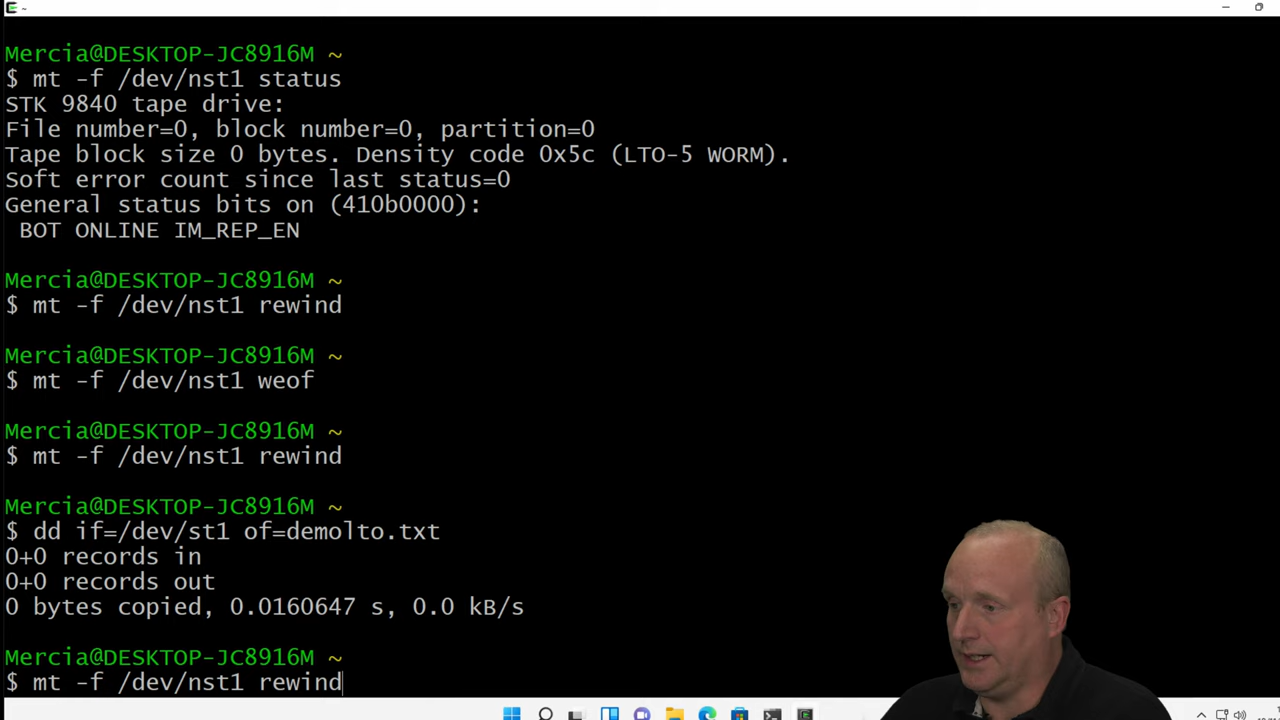 ~
Mercia@DESKTOP-JC8916M ~
$ mt -f /dev/nst1 status
STK 9840 tape drive:
File number=0, block number=0, partition=0
Tape block size 0 bytes. Density code 0x5c (LTO-5 WORM).
Soft error count since last status=0
General status bits on (410b0000):
BOT ONLINE IM_REP_EN
Mercia@DESKTOP-JC8916M ~
$ mt -f /dev/nst1 rewind
Mercia@DESKTOP-JC8916M ~
$ mt -f /dev/nst1 weof
Mercia@DESKTOP-JC8916M ~
$ mt -f /dev/nst1 rewind
Mercia@DESKTOP-JC8916M ~
$ dd if=/dev/st1 of=demolto.txt
0+0 records in
0+0 records out
0 bytes copied, 0.0160647 s, 0.0 kB/s
Mercia@DESKTOP-JC8916M ~
$ mt -f /dev/nst1 rewind